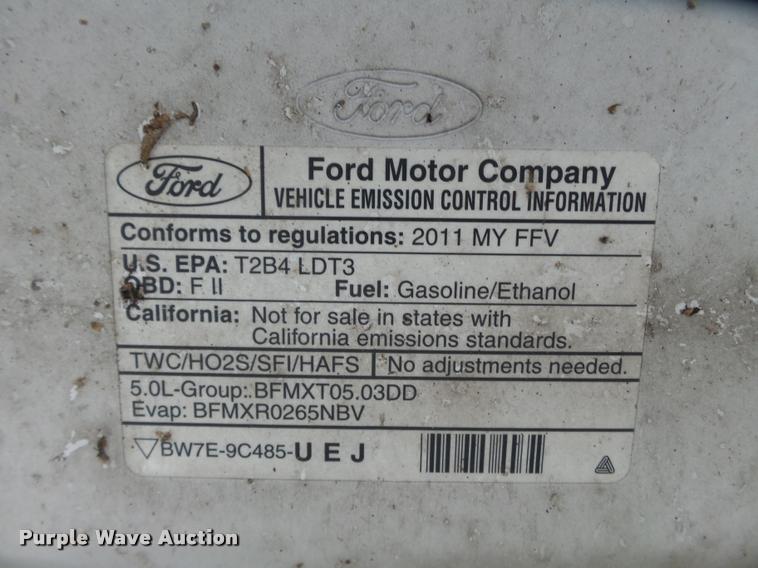 Ford
Ford
Ford Motor Company
VEHICLE EMISSION CONTROL INFORMATION
Conforms to regulations: 2011 MY FFV
U.S. EPA: T2B4 LDT3
OBD: F II Fuel: Gasoline/Ethanol
California: Not for sale in states with
California emissions standards.
TWC/HO2S/SFI/HAFS No adjustments needed.
5.0L-Group: BFMXT05.03DD
Evap: BFMXR0265NBV
BW7E-9C485-U E J
Purple Wave Auction